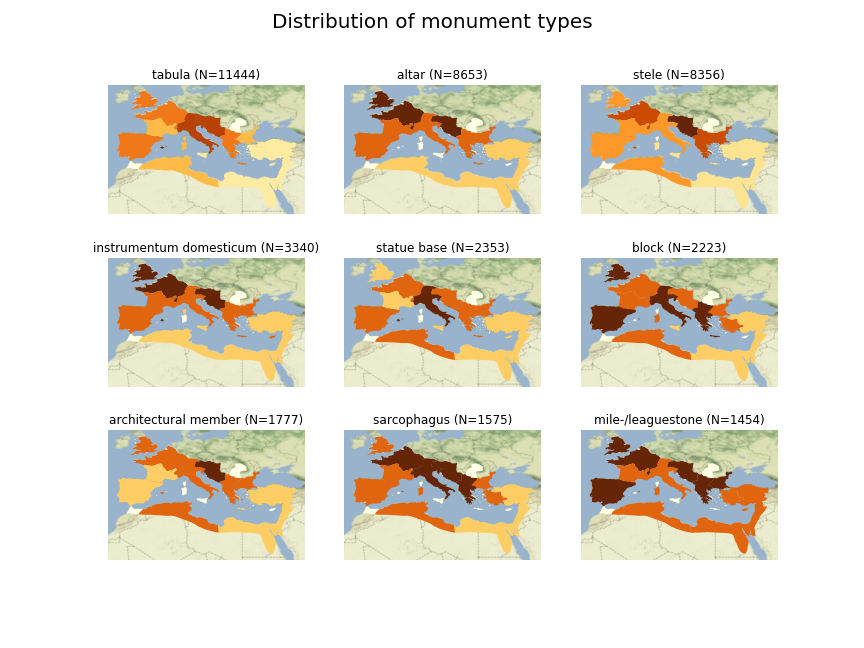 Distribution of monument types
tabula (N=11444)
altar (N=8653)
stele (N=8356)
instrumentum domesticum (N=3340)
statue base (N=2353)
block (N=2223)
architectural member (N=1777)
sarcophagus (N=1575)
mile-/leaguestone (N=1454)